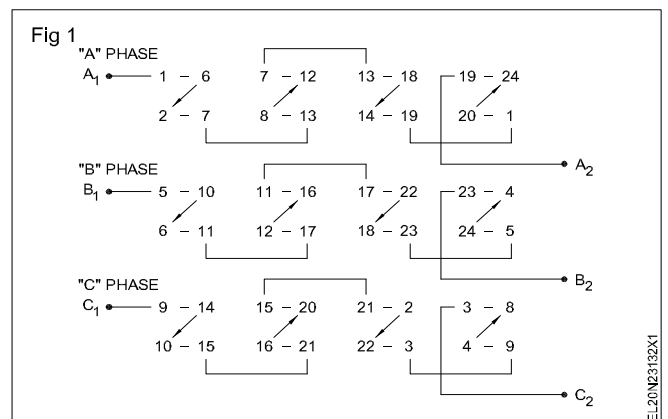 Fig 1
"A" PHASE
A1 1 - 6 7 - 12 13 - 18 19 - 24
2 - 7 8 - 13 14 - 19 20 - 1
A2
"B" PHASE
B1 5 - 10 11 - 16 17 - 22 23 - 4
6 - 11 12 - 17 18 - 23 24 - 5
B2
"C" PHASE
C1 9 - 14 15 - 20 21 - 2 3 - 8
10 - 15 16 - 21 22 - 3 4 - 9
C2
EL20N23132X1